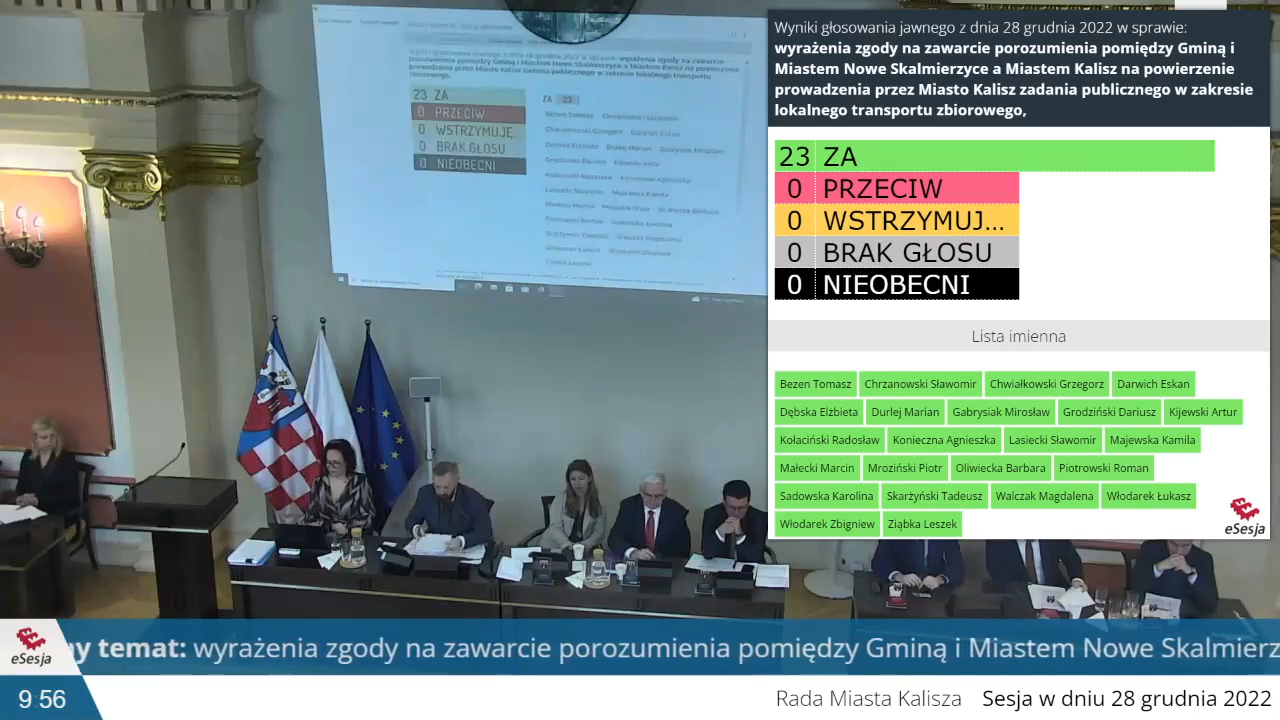 Wyniki głosowania jawnego z dnia 28 grudnia 2022 w sprawie:
wyrażenia zgody na zawarcie porozumienia pomiędzy Gminą i
Miastem Nowe Skalmierzyce a Miastem Kalisz na powierzenie
prowadzenia przez Miasto Kalisz zadania publicznego w zakresie
lokalnego transportu zbiorowego,
23 ZA
0 PRZECIW
0 WSTRZYMUJ...
0 BRAK GŁOSU
0 NIEOBECNI
Lista imienna
Bezen Tomasz Chrzanowski Sławomir Chwiałkowski Grzegorz Darwich Eskan
Dębska Elżbieta Durlej Marian Gabrysiak Mirosław Grodziński Dariusz Kijewski Artur
Kołaciński Radosław Konieczna Agnieszka Lasiecki Sławomir Majewska Kamila
Małecki Marcin Mroziński Piotr Oliwiecka Barbara Piotrowski Roman
Sadowska Karolina Skarżyński Tadeusz Walczak Magdalena Włodarek Łukasz
Włodarek Zbigniew Ziąbka Leszek
eSesja
23 ZA
0 PRZECIW
0 WSTRZYMUJĘ
0 BRAK GŁOSU
0 NIEOBECNI
ZA 23
eSesja
ny temat: wyrażenia zgody na zawarcie porozumienia pomiędzy Gminą i Miastem Nowe Skalmierz
9:56
Rada Miasta Kalisza Sesja w dniu 28 grudnia 2022